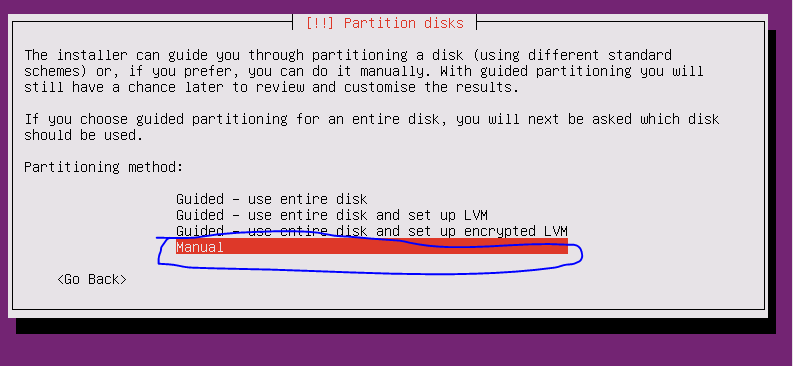 [!!] Partition disks
The installer can guide you through partitioning a disk (using different standard
schemes) or, if you prefer, you can do it manually. With guided partitioning you will
still have a chance later to review and customise the results.
If you choose guided partitioning for an entire disk, you will next be asked which disk
should be used.
Partitioning method:
Guided - use entire disk
Guided - use entire disk and set up LVM
Guided - use entire disk and set up encrypted LVM
Manual
<Go Back>